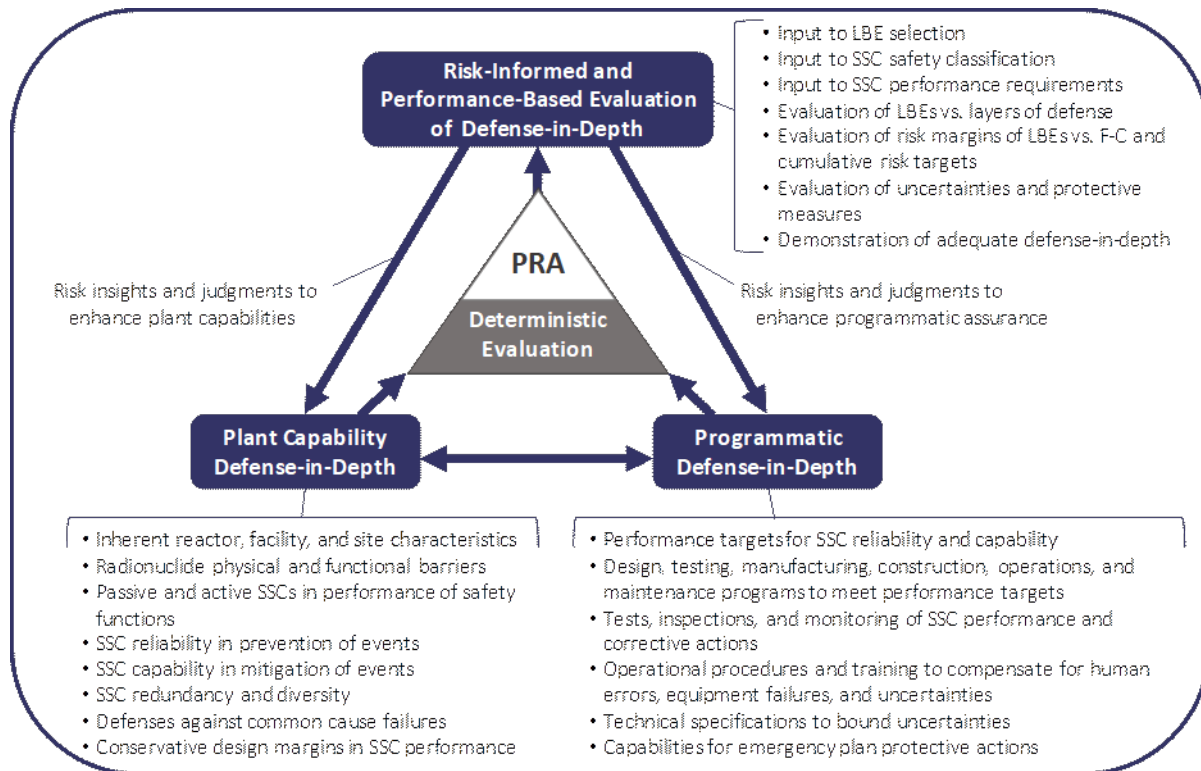 Risk-Informed and
Performance-Based Evaluation
of Defense-in-Depth
• Input to LBE selection
• Input to SSC safety classification
• Input to SSC performance requirements
• Evaluation of LBEs vs. layers of defense
• Evaluation of risk margins of LBEs vs. F-C and
cumulative risk targets
• Evaluation of uncertainties and protective
measures
• Demonstration of adequate defense-in-depth
PRA
Deterministic
Evaluation
Risk insights and judgments to
enhance plant capabilities
Risk insights and judgments to
enhance programmatic assurance
Plant Capability
Defense-in-Depth
Programmatic
Defense-in-Depth
• Inherent reactor, facility, and site characteristics
• Radionuclide physical and functional barriers
• Passive and active SSCs in performance of safety
functions
• SSC reliability in prevention of events
• SSC capability in mitigation of events
• SSC redundancy and diversity
• Defenses against common cause failures
• Conservative design margins in SSC performance
• Performance targets for SSC reliability and capability
• Design, testing, manufacturing, construction, operations, and
maintenance programs to meet performance targets
• Tests, inspections, and monitoring of SSC performance and
corrective actions
• Operational procedures and training to compensate for human
errors, equipment failures, and uncertainties
• Technical specifications to bound uncertainties
• Capabilities for emergency plan protective actions